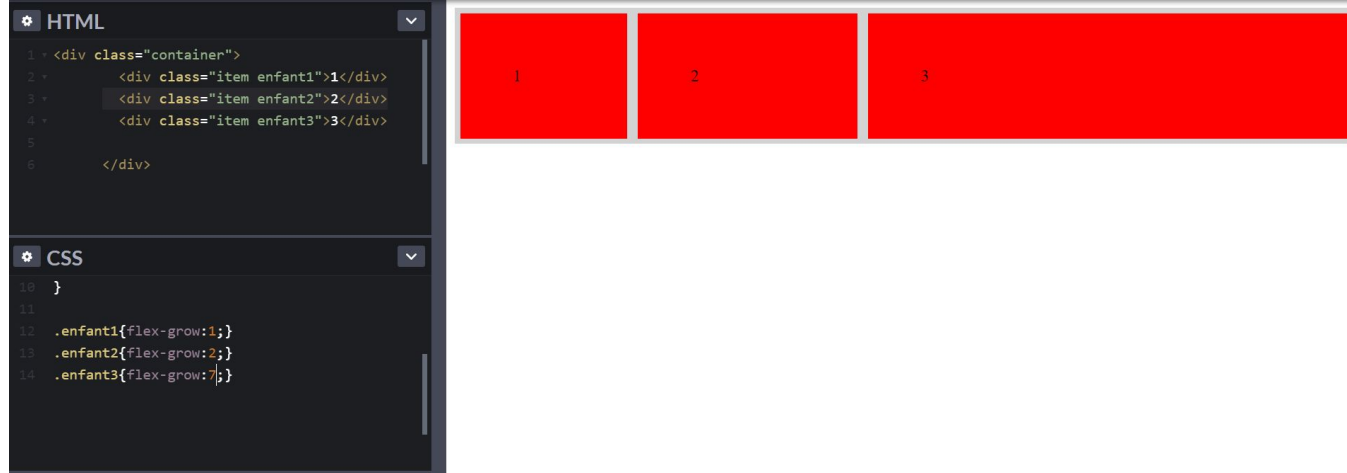 HTML
1 <div class="container">
2 <div class="item enfant1">1</div>
3 <div class="item enfant2">2</div>
4 <div class="item enfant3">3</div>
5
6 </div>
CSS
10 }
11
12 .enfant1{flex-grow:1;}
13 .enfant2{flex-grow:2;}
14 .enfant3{flex-grow:7;}
1 2 3